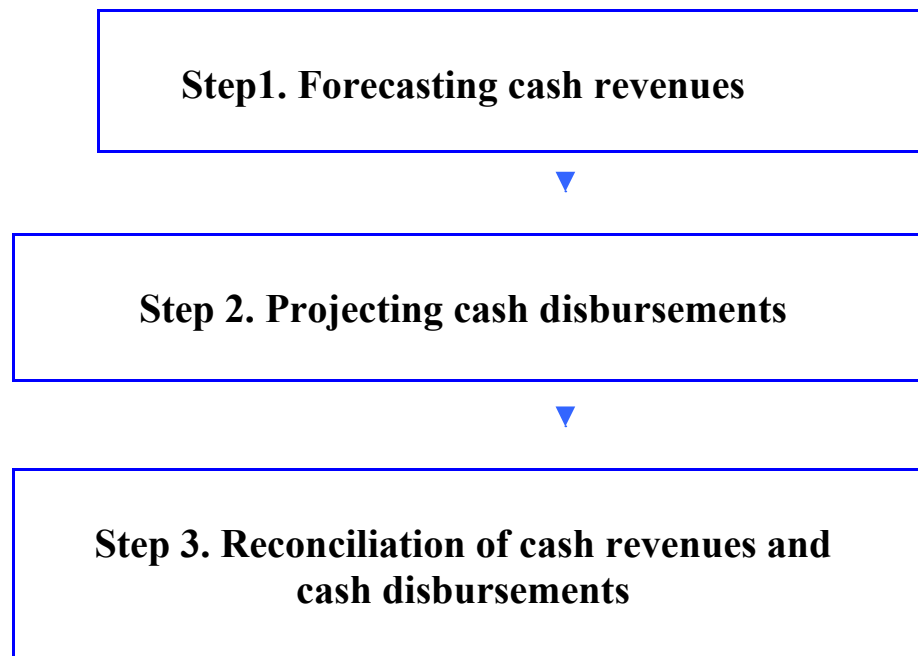 Step1. Forecasting cash revenues
Step 2. Projecting cash disbursements
Step 3. Reconciliation of cash revenues and
cash disbursements